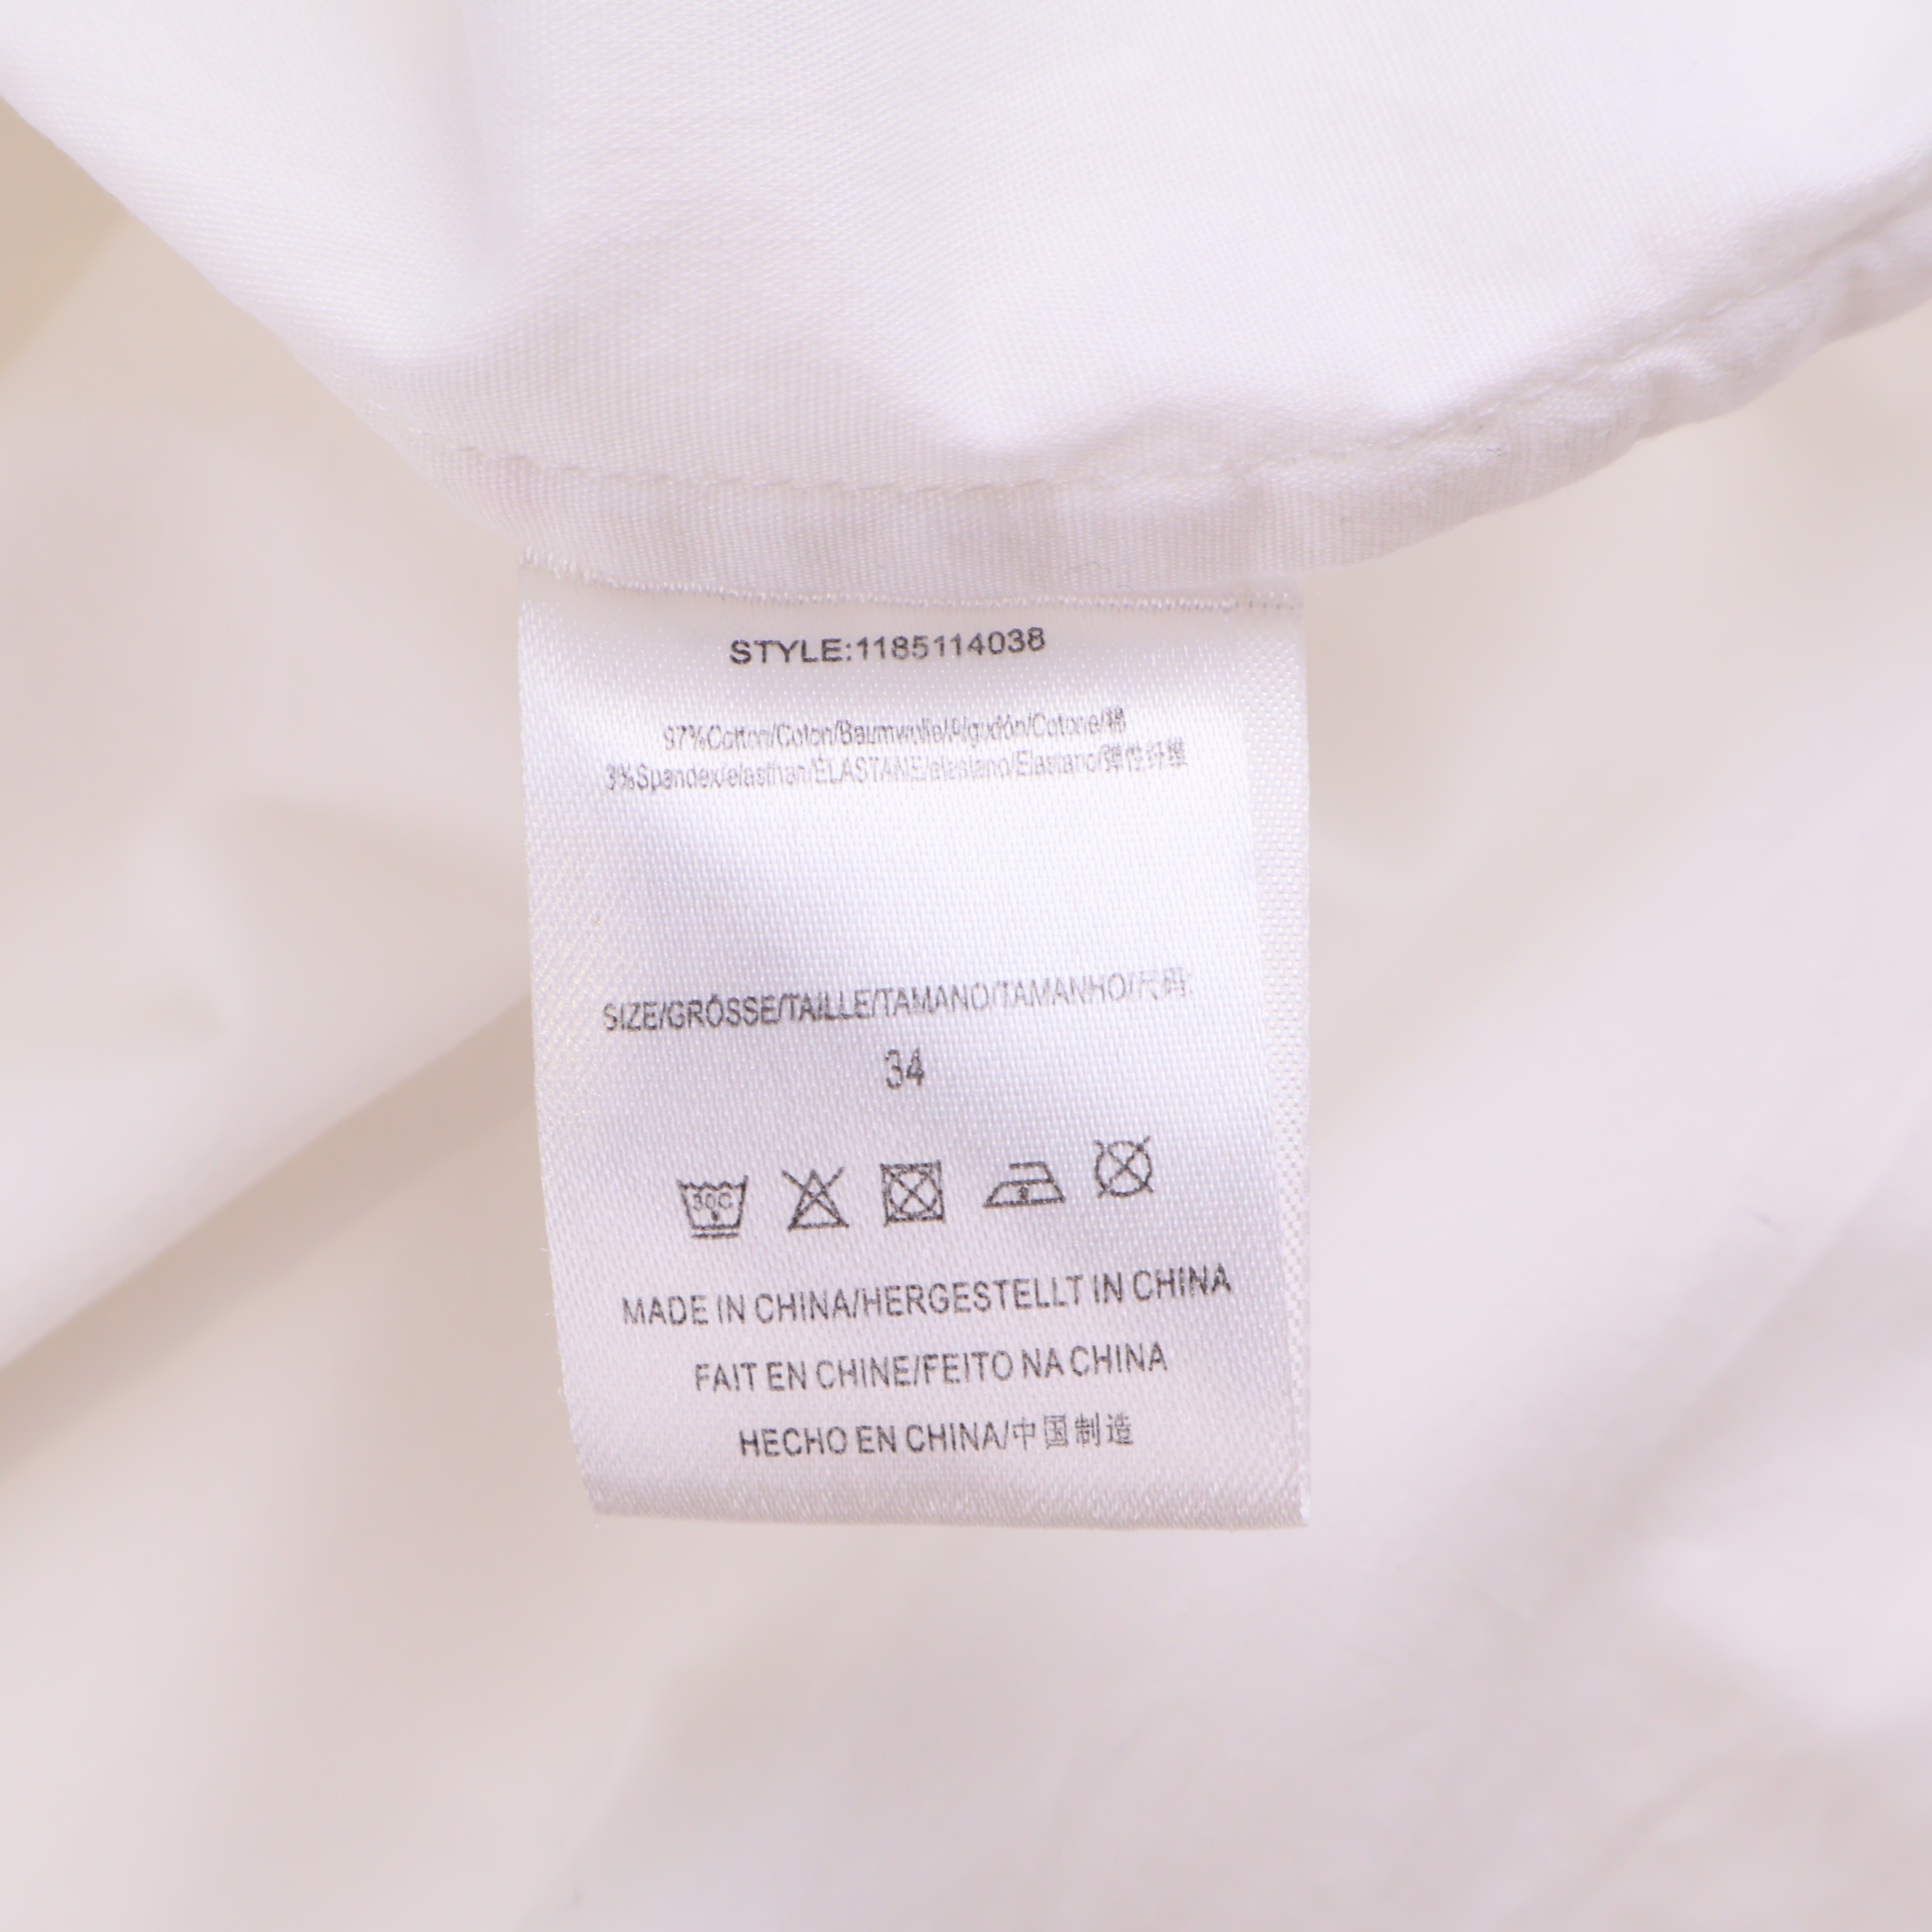 STYLE:1185114038
97%Cotton/Coton/Baumwolle/Algodón/Cotone/棉
3%Spandex/elasthan/ELASTANE/elastano/Elastano/弹性纤维
SIZE/GRÖSSE/TAILLE/TAMANO/TAMANHO/尺码:
34
30C
MADE IN CHINA/HERGESTELLT IN CHINA
FAIT EN CHINE/FEITO NA CHINA
HECHO EN CHINA/中国制造